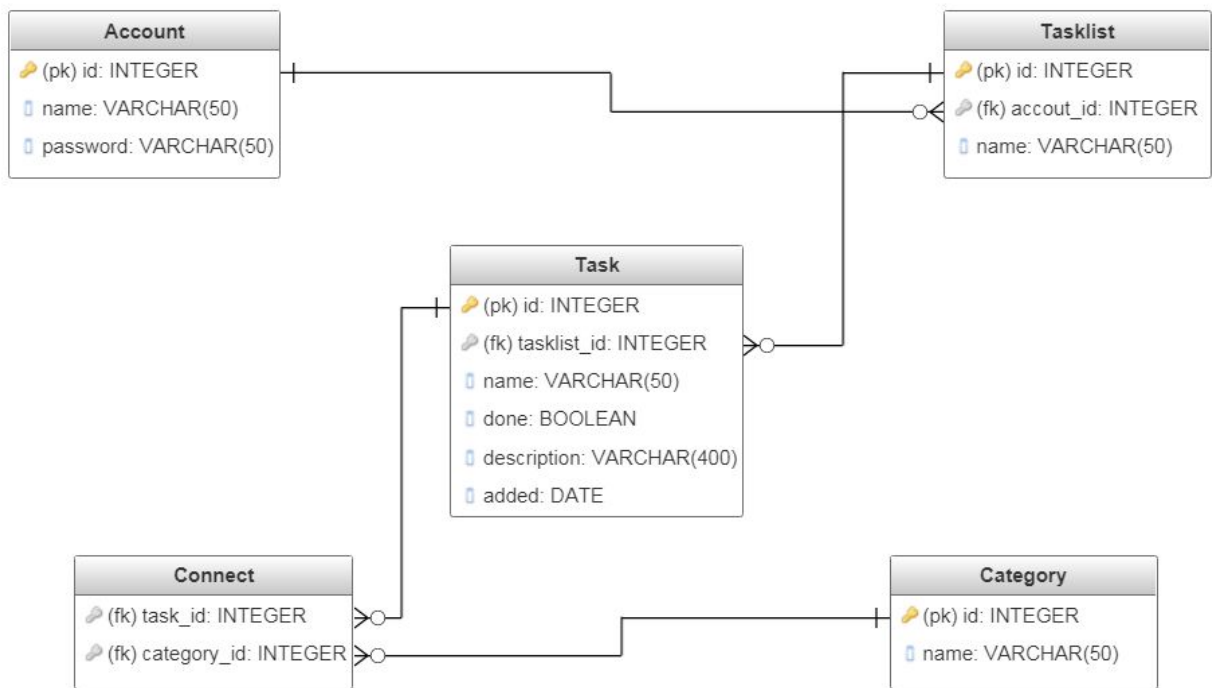 Account
(pk) id: INTEGER
name: VARCHAR(50)
password: VARCHAR(50)
Tasklist
(pk) id: INTEGER
(fk) accout_id: INTEGER
name: VARCHAR(50)
Task
(pk) id: INTEGER
(fk) tasklist_id: INTEGER
name: VARCHAR(50)
done: BOOLEAN
description: VARCHAR(400)
added: DATE
Connect
(fk) task_id: INTEGER
(fk) category_id: INTEGER
Category
(pk) id: INTEGER
name: VARCHAR(50)